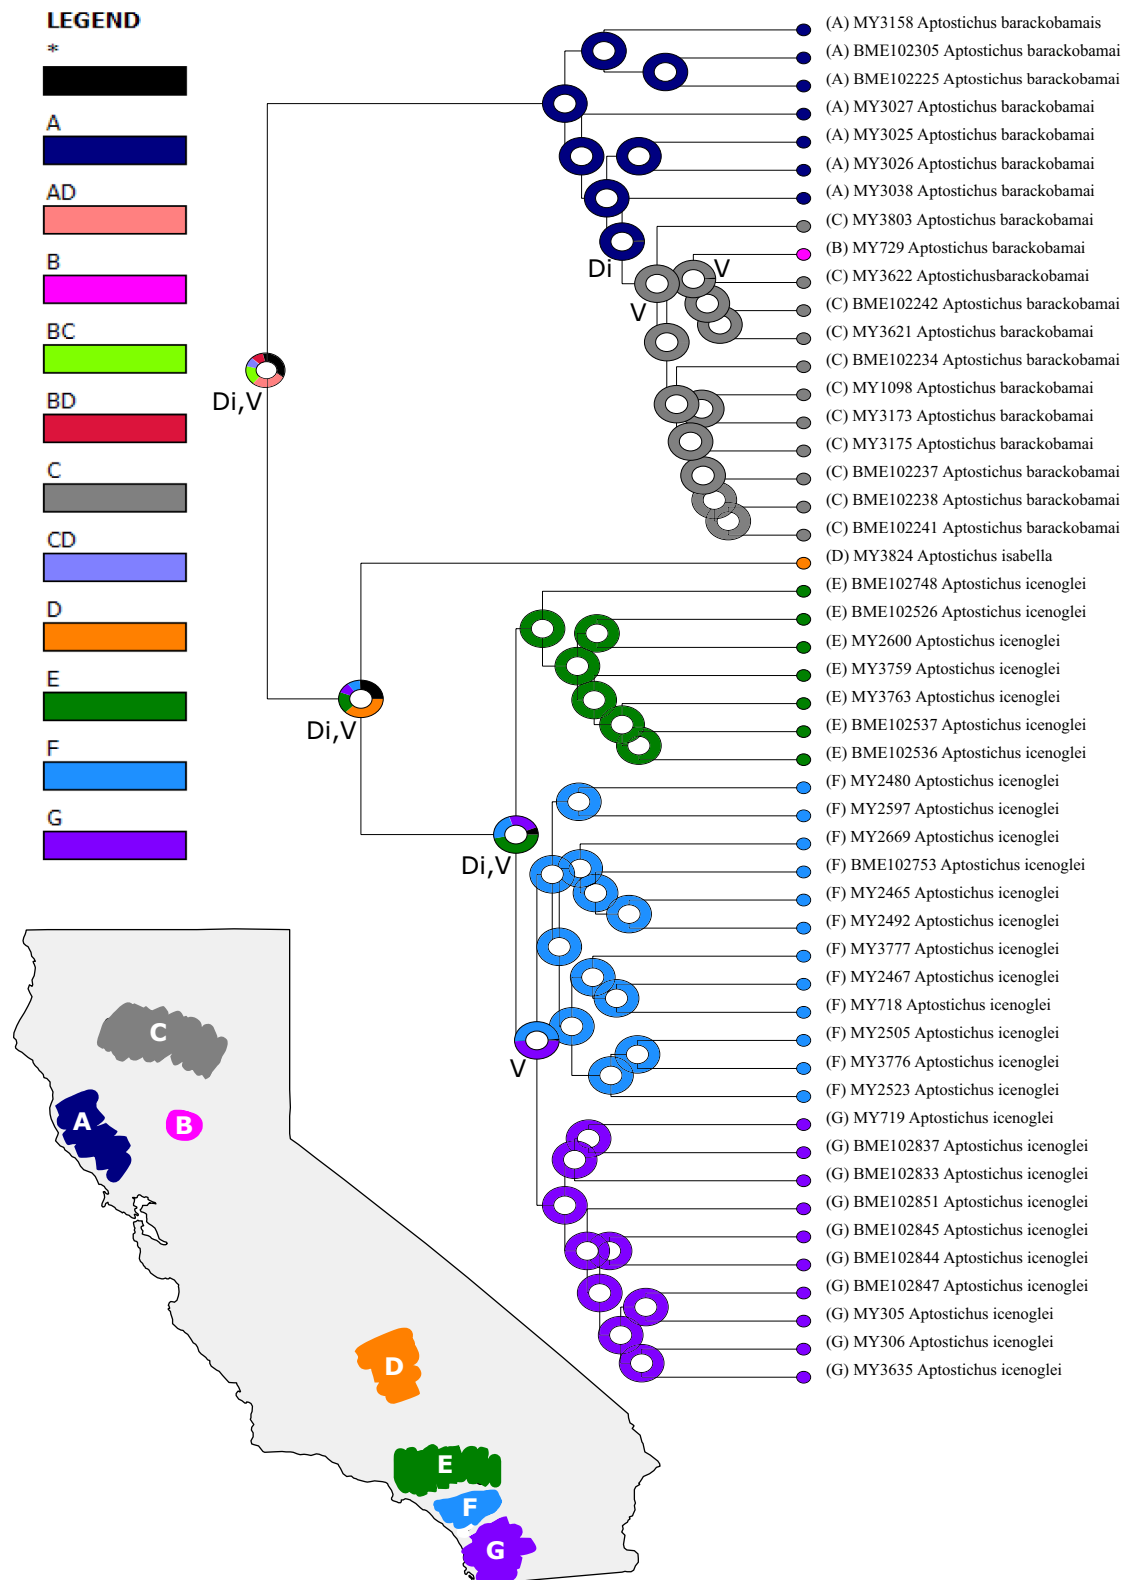 LEGEND
*
A
AD
B
BC
BD
C
CD
D
E
F
G
(A) MY3158 Aptostichus barackobamais
(A) BME102305 Aptostichus barackobamai
(A) BME102225 Aptostichus barackobamai
(A) MY3027 Aptostichus barackobamai
(A) MY3025 Aptostichus barackobamai
(A) MY3026 Aptostichus barackobamai
(A) MY3038 Aptostichus barackobamai
(C) MY3803 Aptostichus barackobamai
(B) MY729 Aptostichus barackobamai
(C) MY3622 Aptostichusbarackobamai
(C) BME102242 Aptostichus barackobamai
(C) MY3621 Aptostichus barackobamai
(C) BME102234 Aptostichus barackobamai
(C) MY1098 Aptostichus barackobamai
(C) MY3173 Aptostichus barackobamai
(C) MY3175 Aptostichus barackobamai
(C) BME102237 Aptostichus barackobamai
(C) BME102238 Aptostichus barackobamai
(C) BME102241 Aptostichus barackobamai
(D) MY3824 Aptostichus isabella
(E) BME102748 Aptostichus icenoglei
(E) BME102526 Aptostichus icenoglei
(E) MY2600 Aptostichus icenoglei
(E) MY3759 Aptostichus icenoglei
(E) MY3763 Aptostichus icenoglei
(E) BME102537 Aptostichus icenoglei
(E) BME102536 Aptostichus icenoglei
(F) MY2480 Aptostichus icenoglei
(F) MY2597 Aptostichus icenoglei
(F) MY2669 Aptostichus icenoglei
(F) BME102753 Aptostichus icenoglei
(F) MY2465 Aptostichus icenoglei
(F) MY2492 Aptostichus icenoglei
(F) MY3777 Aptostichus icenoglei
(F) MY2467 Aptostichus icenoglei
(F) MY718 Aptostichus icenoglei
(F) MY2505 Aptostichus icenoglei
(F) MY3776 Aptostichus icenoglei
(F) MY2523 Aptostichus icenoglei
(G) MY719 Aptostichus icenoglei
(G) BME102837 Aptostichus icenoglei
(G) BME102833 Aptostichus icenoglei
(G) BME102851 Aptostichus icenoglei
(G) BME102845 Aptostichus icenoglei
(G) BME102844 Aptostichus icenoglei
(G) BME102847 Aptostichus icenoglei
(G) MY305 Aptostichus icenoglei
(G) MY306 Aptostichus icenoglei
(G) MY3635 Aptostichus icenoglei
Di
V
V
Di,V
Di,V
Di,V
V
C
A
B
D
E
F
G